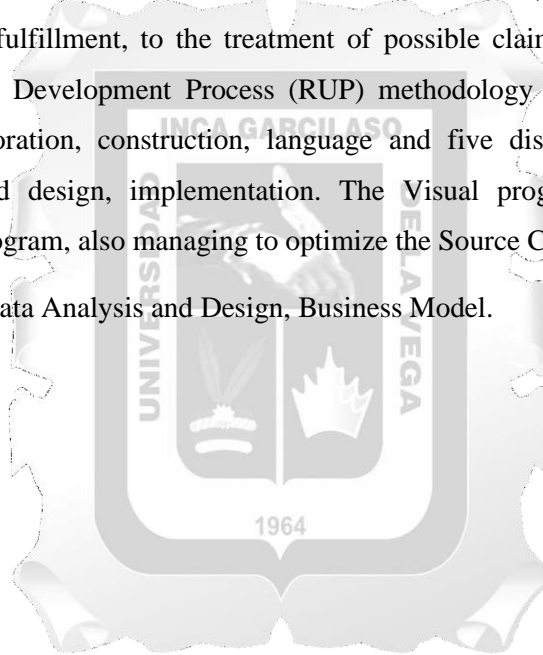 fulfillment, to the treatment of possible claim
Development Process (RUP) methodology
oration, construction, language and five dis
d design, implementation. The Visual prog
ogram, also managing to optimize the Source C
ata Analysis and Design, Business Model.
INCA GARCILASO
UNIVERSIDAD
DE LA VEGA
1964